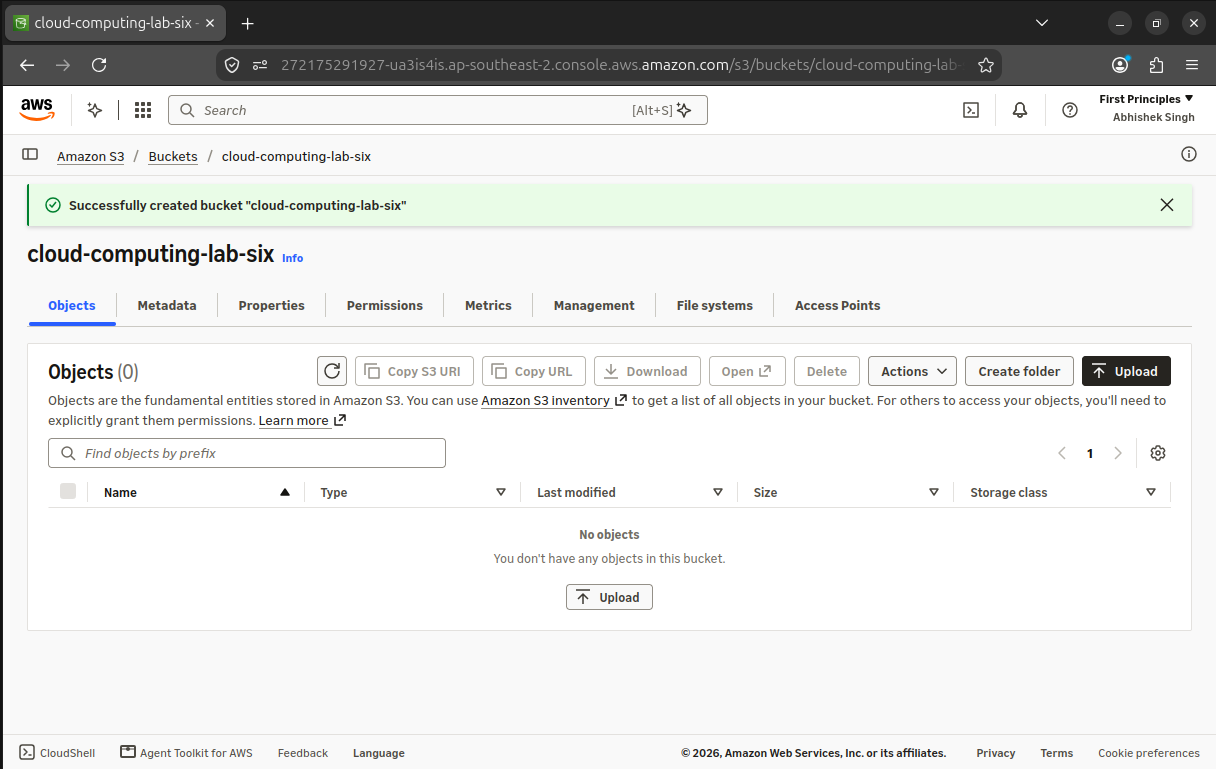 cloud-computing-lab-six -
272175291927-ua3is4is.ap-southeast-2.console.aws.amazon.com/s3/buckets/cloud-computing-lab-
aws
Search [Alt+S]
First Principles
Abhishek Singh
Amazon S3 / Buckets / cloud-computing-lab-six
Successfully created bucket "cloud-computing-lab-six"
cloud-computing-lab-six Info
Objects Metadata Properties Permissions Metrics Management File systems Access Points
Objects (0) Copy S3 URI Copy URL Download Open Delete Actions Create folder Upload
Objects are the fundamental entities stored in Amazon S3. You can use Amazon S3 inventory to get a list of all objects in your bucket. For others to access your objects, you'll need to
explicitly grant them permissions. Learn more
Find objects by prefix 1
Name Type Last modified Size Storage class
No objects
You don't have any objects in this bucket.
Upload
CloudShell Agent Toolkit for AWS Feedback Language © 2026, Amazon Web Services, Inc. or its affiliates. Privacy Terms Cookie preferences